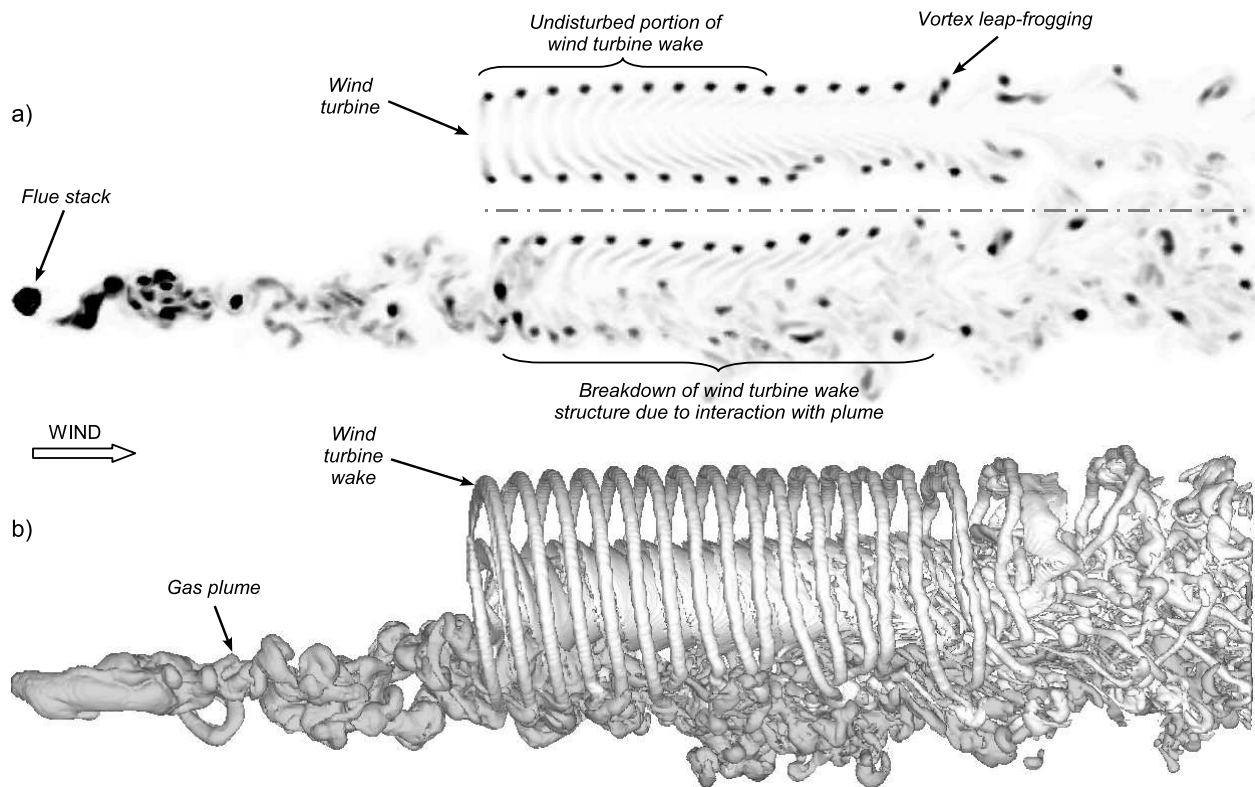 Undisturbed portion of
wind turbine wake
Vortex leap-frogging
Wind
turbine
a)
Flue stack
Breakdown of wind turbine wake
structure due to interaction with plume
WIND
Wind
turbine
wake
b)
Gas plume